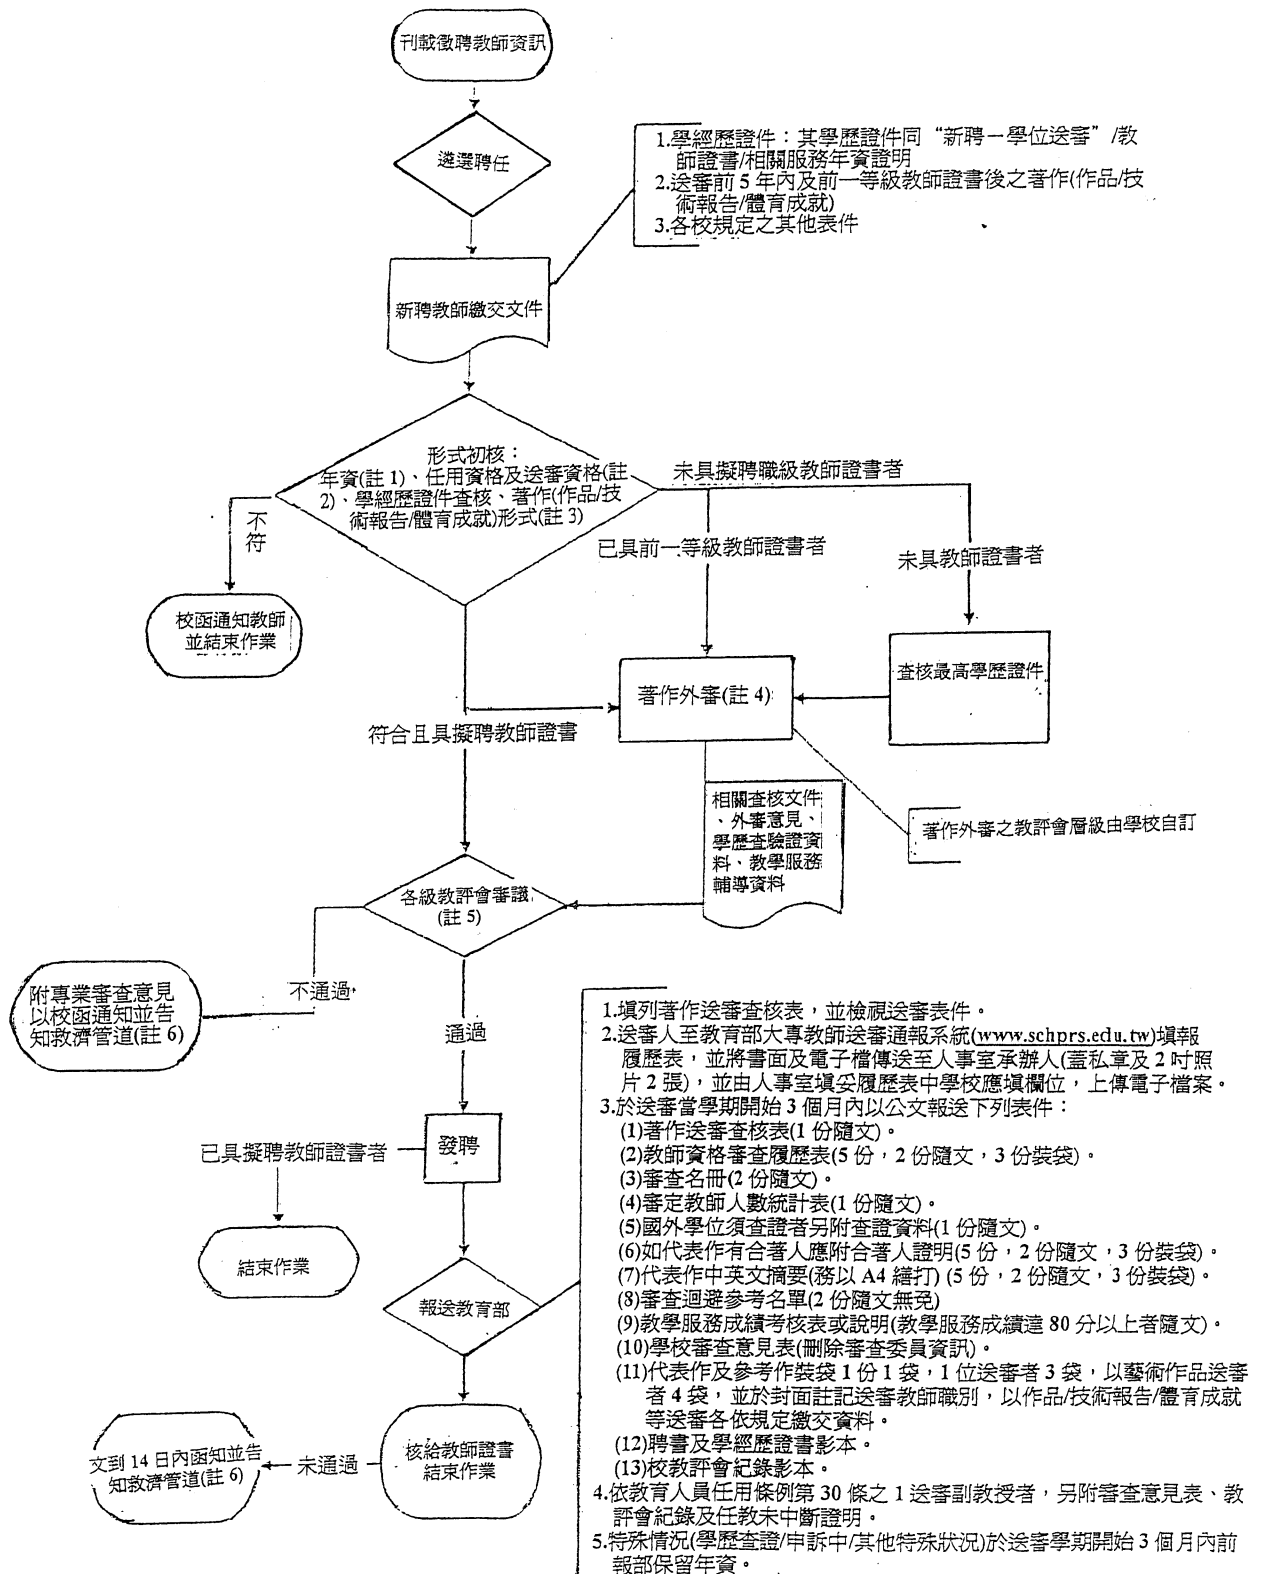 刊載徵聘教師資訊
遴選聘任
1.學經歷證件：其學歷證件同“新聘－學位送審”/教
師證書/相關服務年資證明
2.送審前 5 年內及前一等級教師證書後之著作(作品/技
術報告/體育成就)
3.各校規定之其他表件
新聘教師繳交文件
形式初核：
年資(註 1)、任用資格及送審資格(註
2)、學經歷證件查核、著作(作品/技
術報告/體育成就)形式(註 3)
未具擬聘職級教師證書者
不
符
已具前一等級教師證書者
未具教師證書者
校函通知教師
並結束作業
查核最高學歷證件
著作外審(註 4)
符合且具擬聘教師證書
相關查核文件
、外審意見、
學歷查驗證資
料、教學服務
輔導資料
著作外審之教評會層級由學校自訂
各級教評會審議
(註 5)
不通過
附專業審查意見
以校函通知並告
知救濟管道(註 6)
通過
發聘
已具擬聘教師證書者
結束作業
報送教育部
核給教師證書
結束作業
未通過
文到 14 日內函知並告
知救濟管道(註 6)
1.填列著作送審查核表，並檢視送審表件。
2.送審人至教育部大專教師送審通報系統(www.schprs.edu.tw)填報
履歷表，並將書面及電子檔傳送至人事室承辦人(蓋私章及 2 吋照
片 2 張)，並由人事室填妥履歷表中學校應填欄位，上傳電子檔案。
3.於送審當學期開始 3 個月內以公文報送下列表件：
(1)著作送審查核表(1 份隨文)。
(2)教師資格審查履歷表(5 份，2 份隨文，3 份裝袋)。
(3)審查名冊(2 份隨文)。
(4)審定教師人數統計表(1 份隨文)。
(5)國外學位須查證者另附查證資料(1 份隨文)。
(6)如代表作有合著人應附合著人證明(5 份，2 份隨文，3 份裝袋)。
(7)代表作中英文摘要(務以 A4 繕打) (5 份，2 份隨文，3 份裝袋)。
(8)審查迴避參考名單(2 份隨文無免)
(9)教學服務成績考核表或說明(教學服務成績達 80 分以上者隨文)。
(10)學校審查意見表(刪除審查委員資訊)。
(11)代表作及參考作裝袋 1 份 1 袋，1 位送審者 3 袋，以藝術作品送審
者 4 袋，並於封面註記送審教師職別，以作品/技術報告/體育成就
等送審各依規定繳交資料。
(12)聘書及學經歷證書影本。
(13)校教評會紀錄影本。
4.依教育人員任用條例第 30 條之 1 送審副教授者，另附審查意見表、教
評會紀錄及任教未中斷證明。
5.特殊情況(學歷查證/申訴中/其他特殊狀況)於送審學期開始 3 個月內前
報部保留年資。